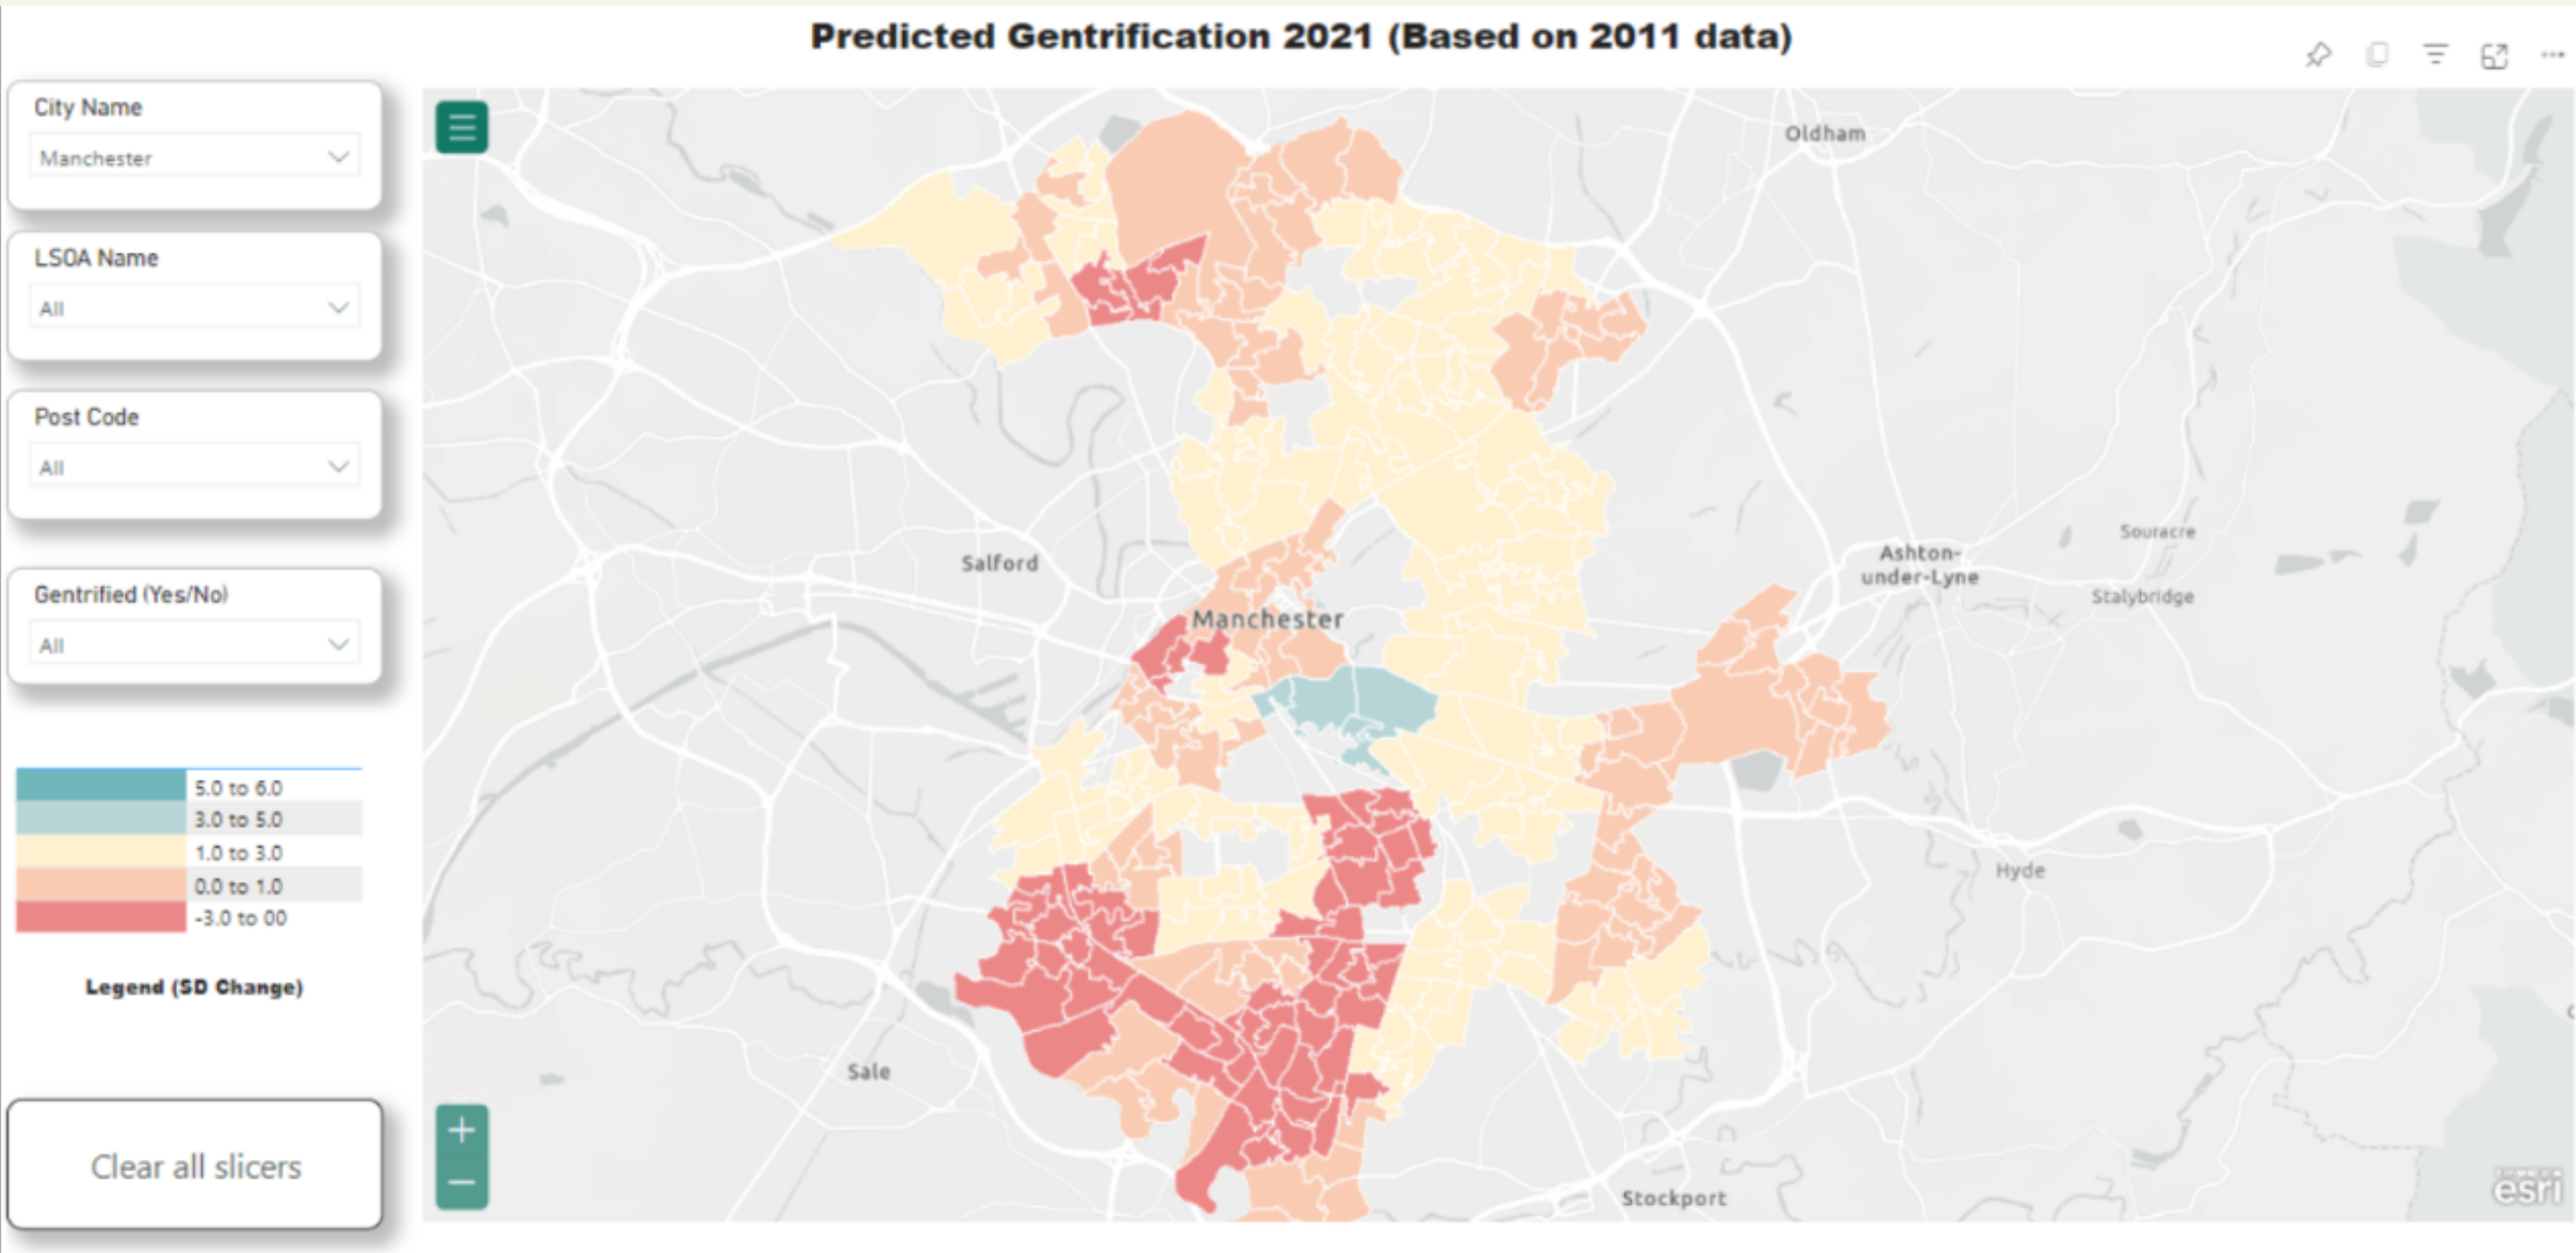 Predicted Gentrification 2021 (Based on 2011 data)
City Name
Manchester
LSOA Name
All
Post Code
All
Gentrified (Yes/No)
All
5.0 to 6.0
3.0 to 5.0
1.0 to 3.0
0.0 to 1.0
-3.0 to 00
Legend (SD Change)
Clear all slicers
Oldham
Salford
Manchester
Ashton-
under-Lyne
Souracre
Stalybridge
Hyde
Sale
Stockport
esri